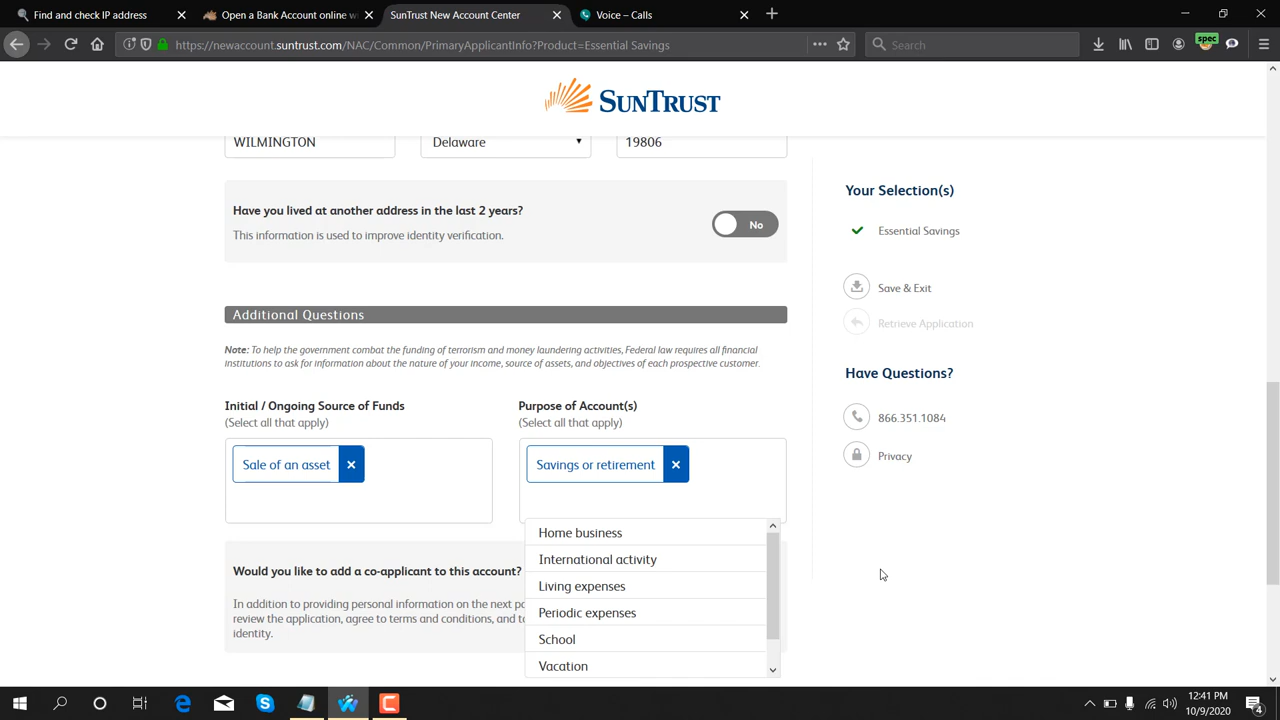 Find and check IP address
Open a Bank Account online w
SunTrust New Account Center
Voice – Calls
https://newaccount.suntrust.com/NAC/Common/PrimaryApplicantInfo?Product=Essential Savings
Search
spec
SUNTRUST
WILMINGTON
Delaware
19806
Have you lived at another address in the last 2 years?
No
This information is used to improve identity verification.
Additional Questions
Note: To help the government combat the funding of terrorism and money laundering activities, Federal law requires all financial
institutions to ask for information about the nature of your income, source of assets, and objectives of each prospective customer.
Initial / Ongoing Source of Funds
(Select all that apply)
Sale of an asset
Purpose of Account(s)
(Select all that apply)
Savings or retirement
Home business
International activity
Living expenses
Periodic expenses
School
Vacation
Would you like to add a co-applicant to this account?
In addition to providing personal information on the next
review the application, agree to terms and conditions, and
identity.
Your Selection(s)
Essential Savings
Save & Exit
Retrieve Application
Have Questions?
866.351.1084
Privacy
12:41 PM
10/9/2020
4